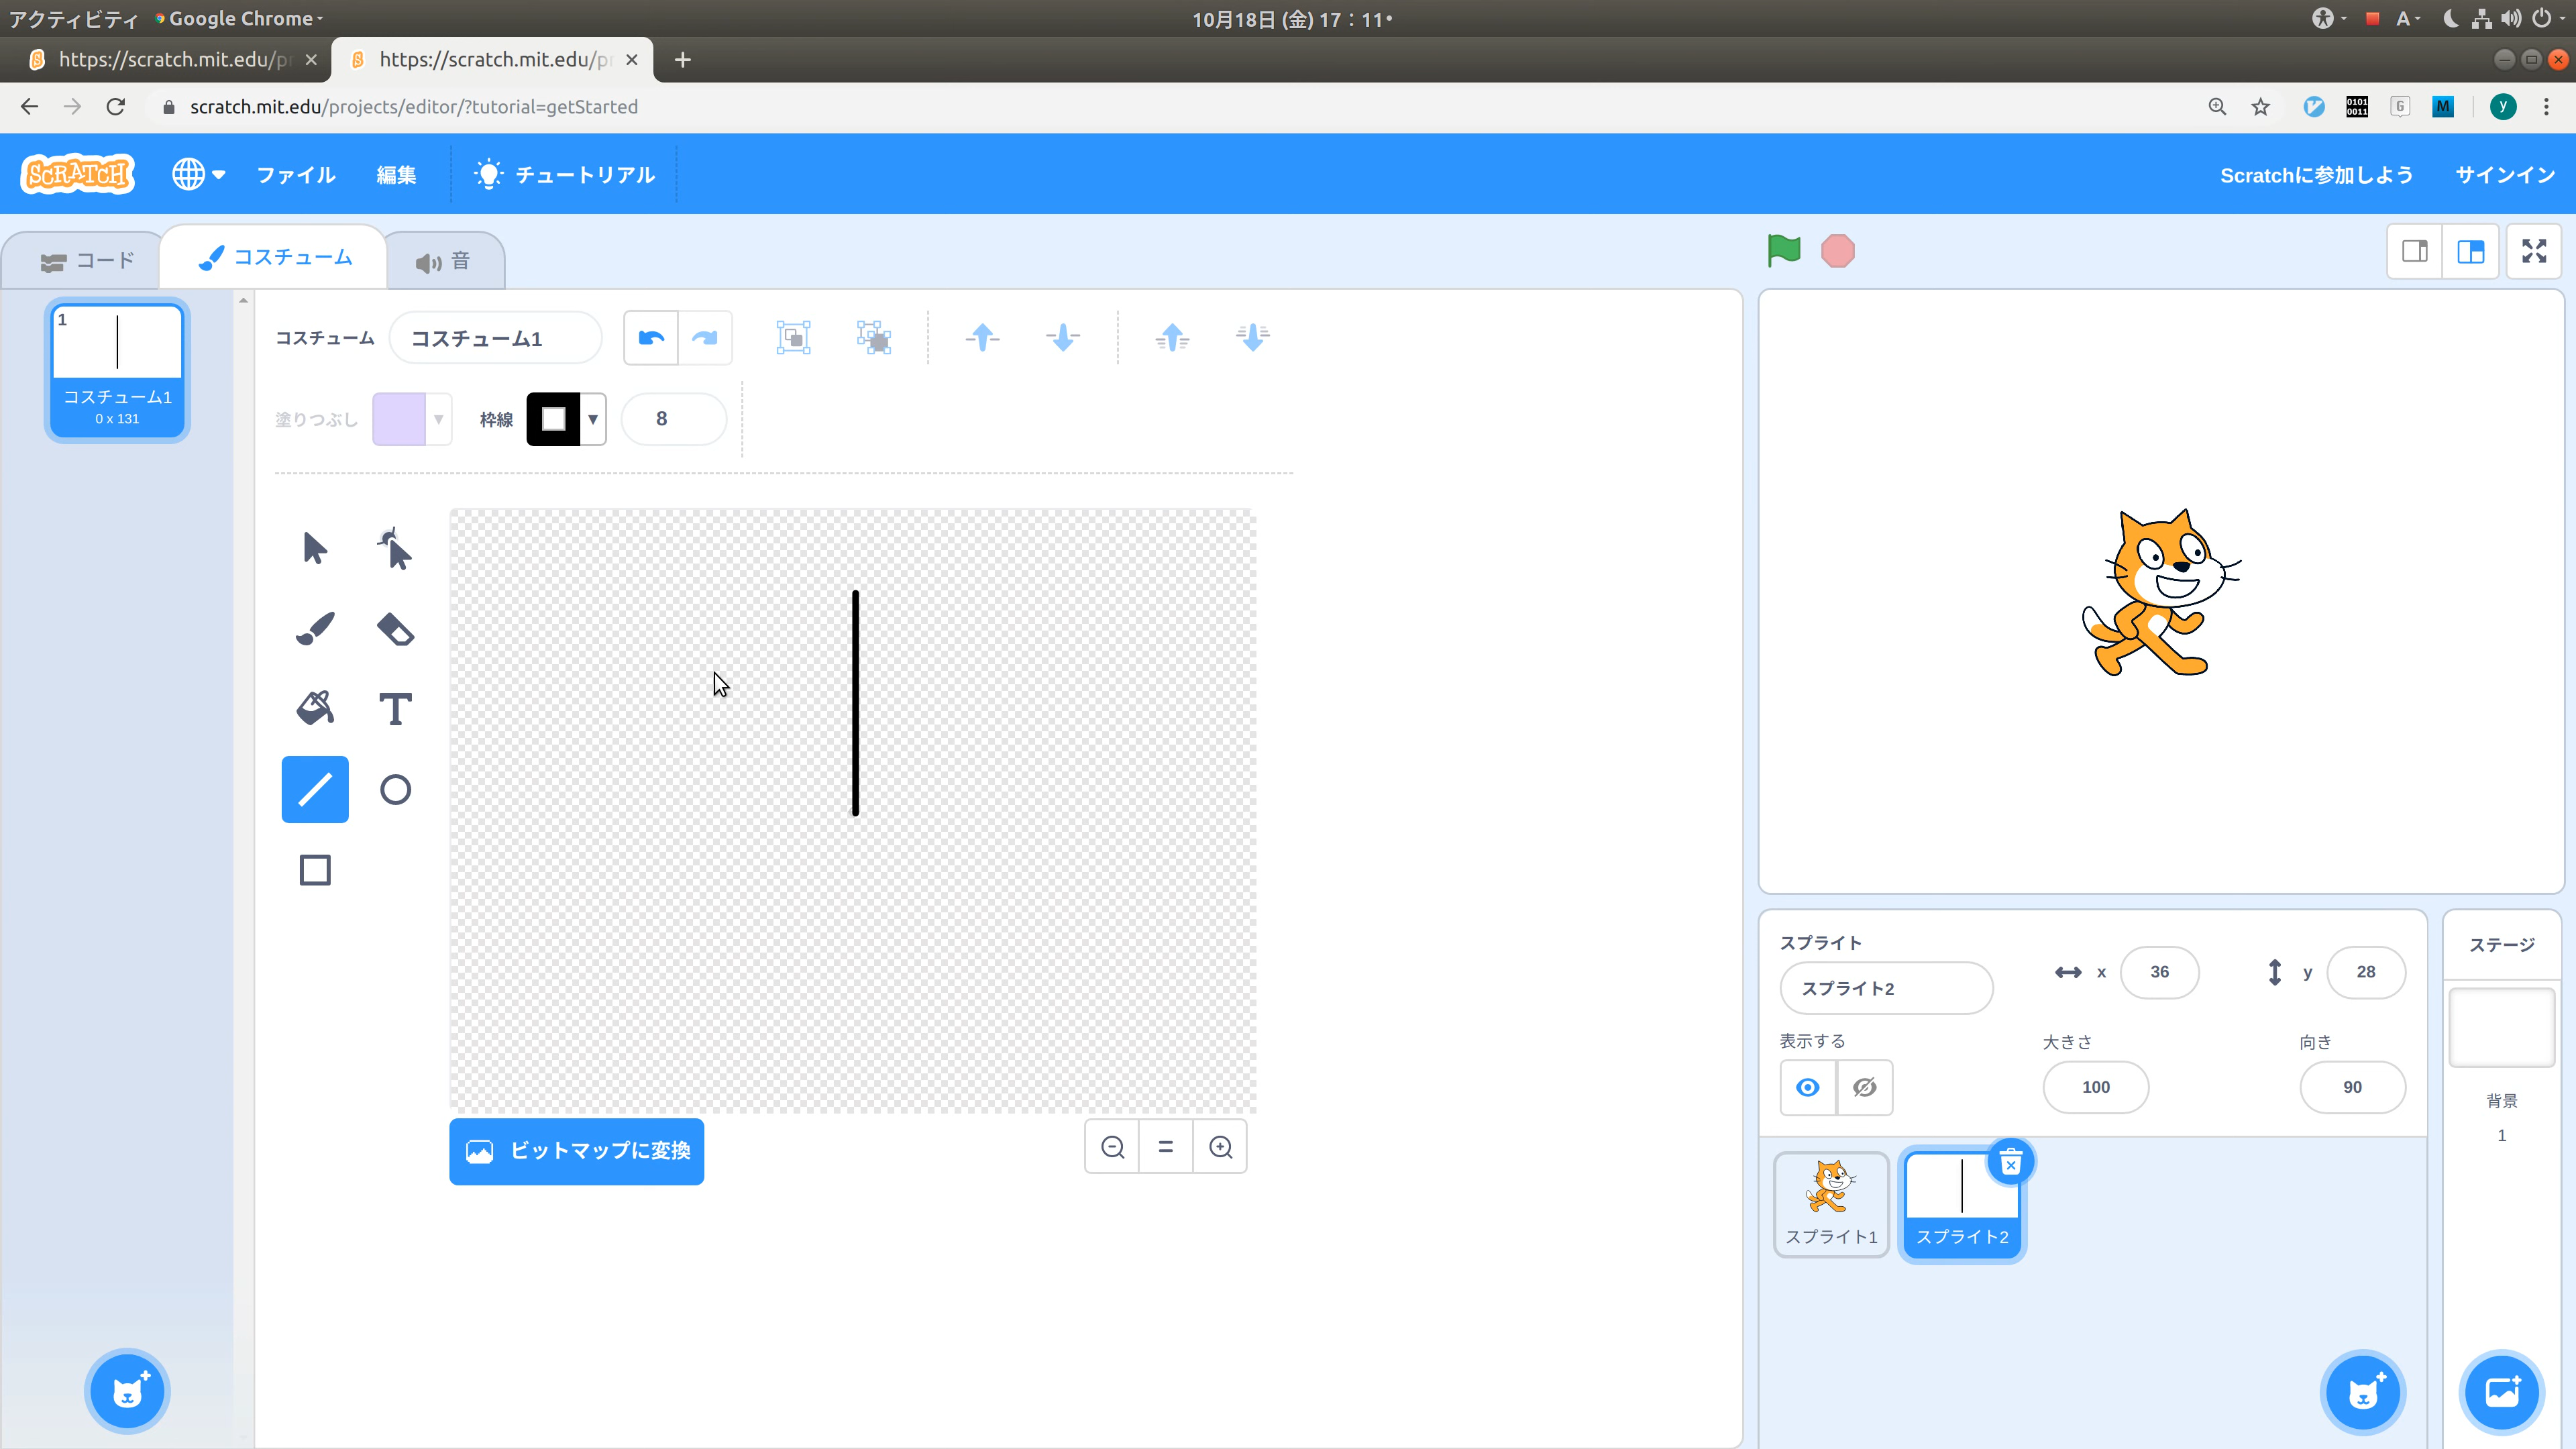 アクティビティ
Google Chrome
10月18日 (金) 17：11
A
https://scratch.mit.edu/p
https://scratch.mit.edu/p
scratch.mit.edu/projects/editor/?tutorial=getStarted
0101
0011
G
M
y
SCRATCH
ファイル
編集
チュートリアル
Scratchに参加しよう
サインイン
コード
コスチューム
音
1
コスチューム1
0 x 131
コスチューム
コスチューム1
塗りつぶし
枠線
8
T
ビットマップに変換
=
スプライト
スプライト2
x
36
y
28
表示する
大きさ
100
向き
90
スプライト1
スプライト2
ステージ
背景
1